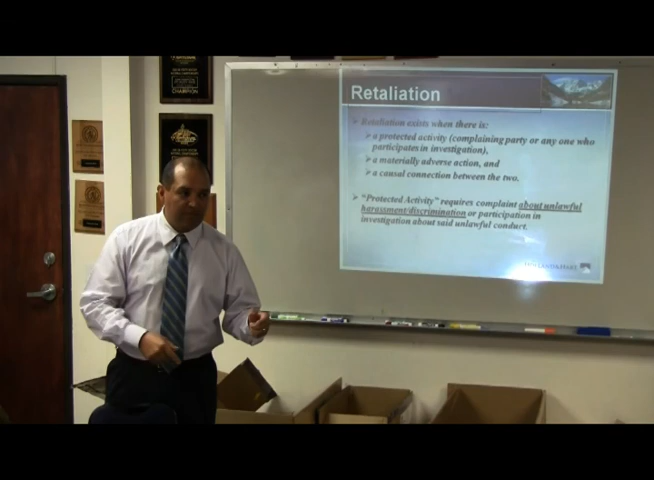 Retaliation
➤ Retaliation exists when there is:
➤ a protected activity (complaining party or any one who
participates in investigation),
➤ a materially adverse action, and
➤ a causal connection between the two.
➤ "Protected Activity" requires complaint about unlawful
harassment/discrimination or participation in
investigation about said unlawful conduct.
CHAMPION